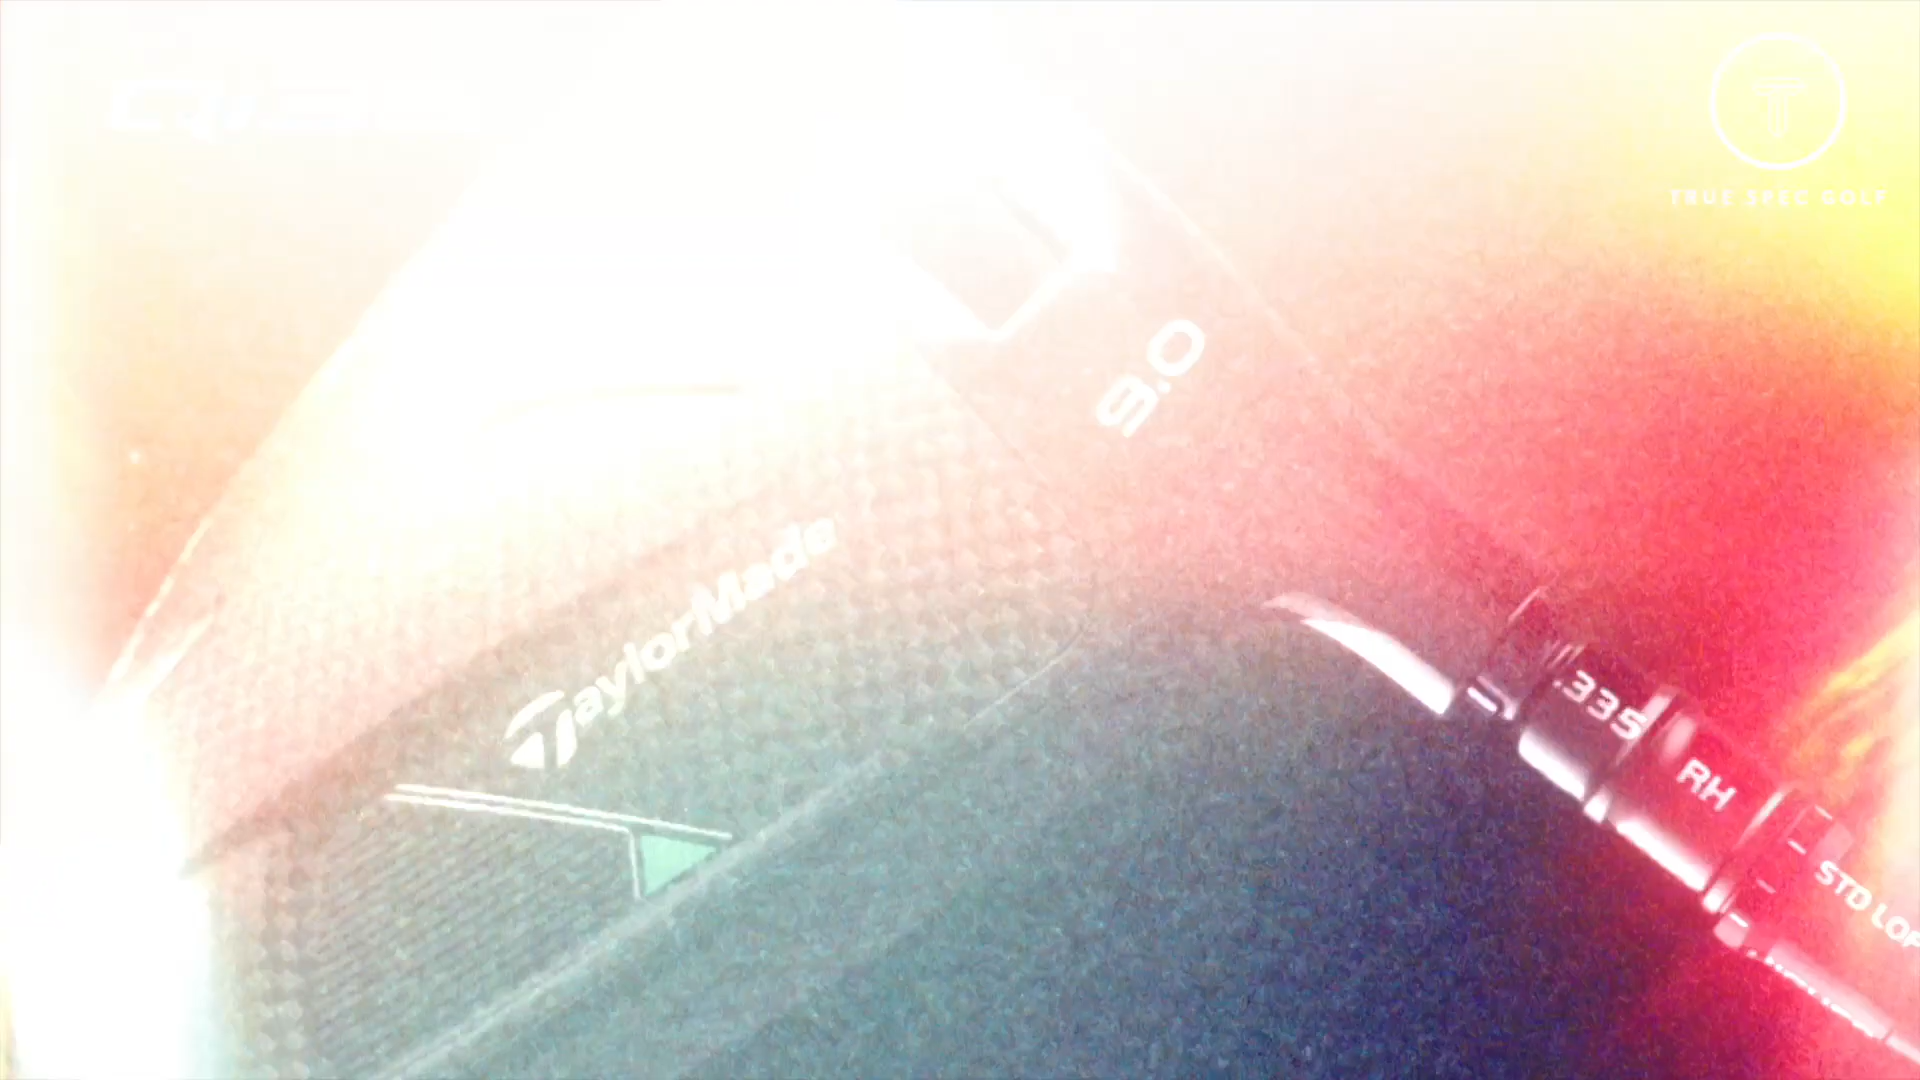 TRUE SPEC GOLF
9.0
TaylorMade
.335
RH
STD LOF